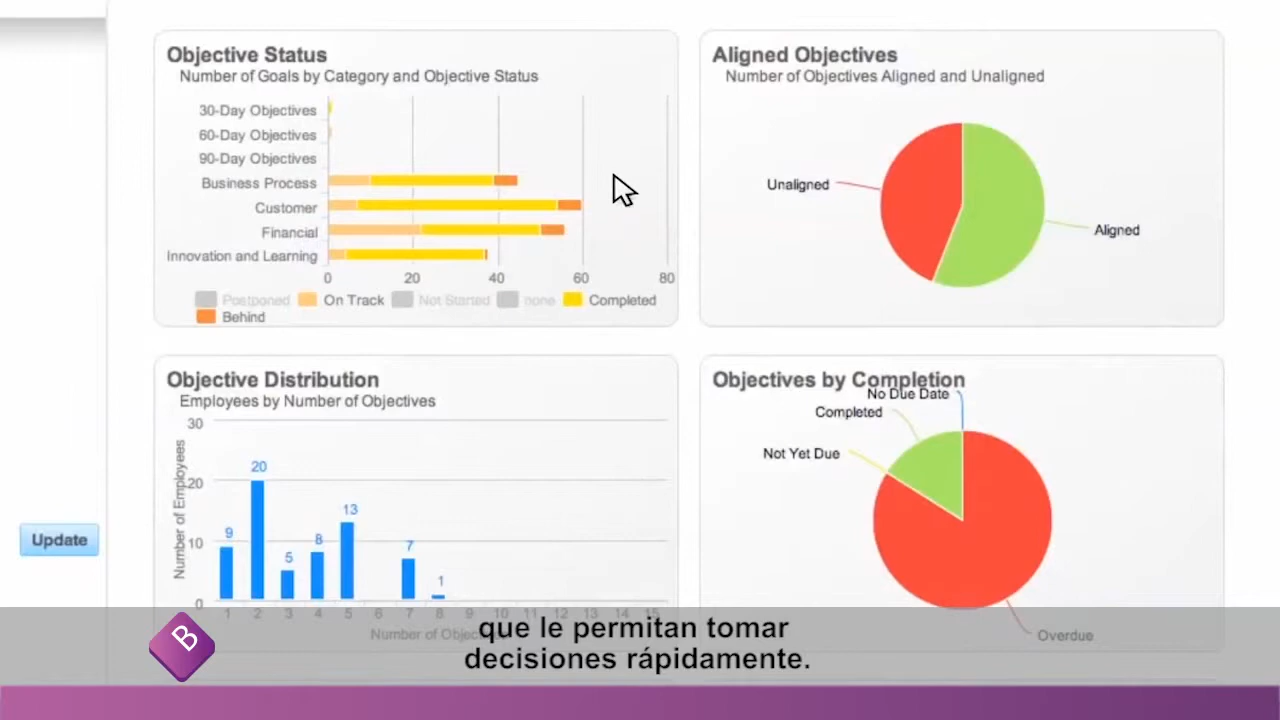 Objective Status
Number of Goals by Category and Objective Status
30-Day Objectives
60-Day Objectives
90-Day Objectives
Business Process
Customer
Financial
Innovation and Learning
0 20 40 60 80
Postponed On Track Not Started none Completed
Behind
Aligned Objectives
Number of Objectives Aligned and Unaligned
Unaligned
Aligned
Objective Distribution
Employees by Number of Objectives
Number of Employees
30
20
10
0
9 20 5 8 13 7 1
1 2 3 4 5 6 7 8 9 10 11 12 13 14 15
Number of
Objectives by Completion
No Due Date
Completed
Not Yet Due
Overdue
Update
B
que le permitan tomar
decisiones rápidamente.